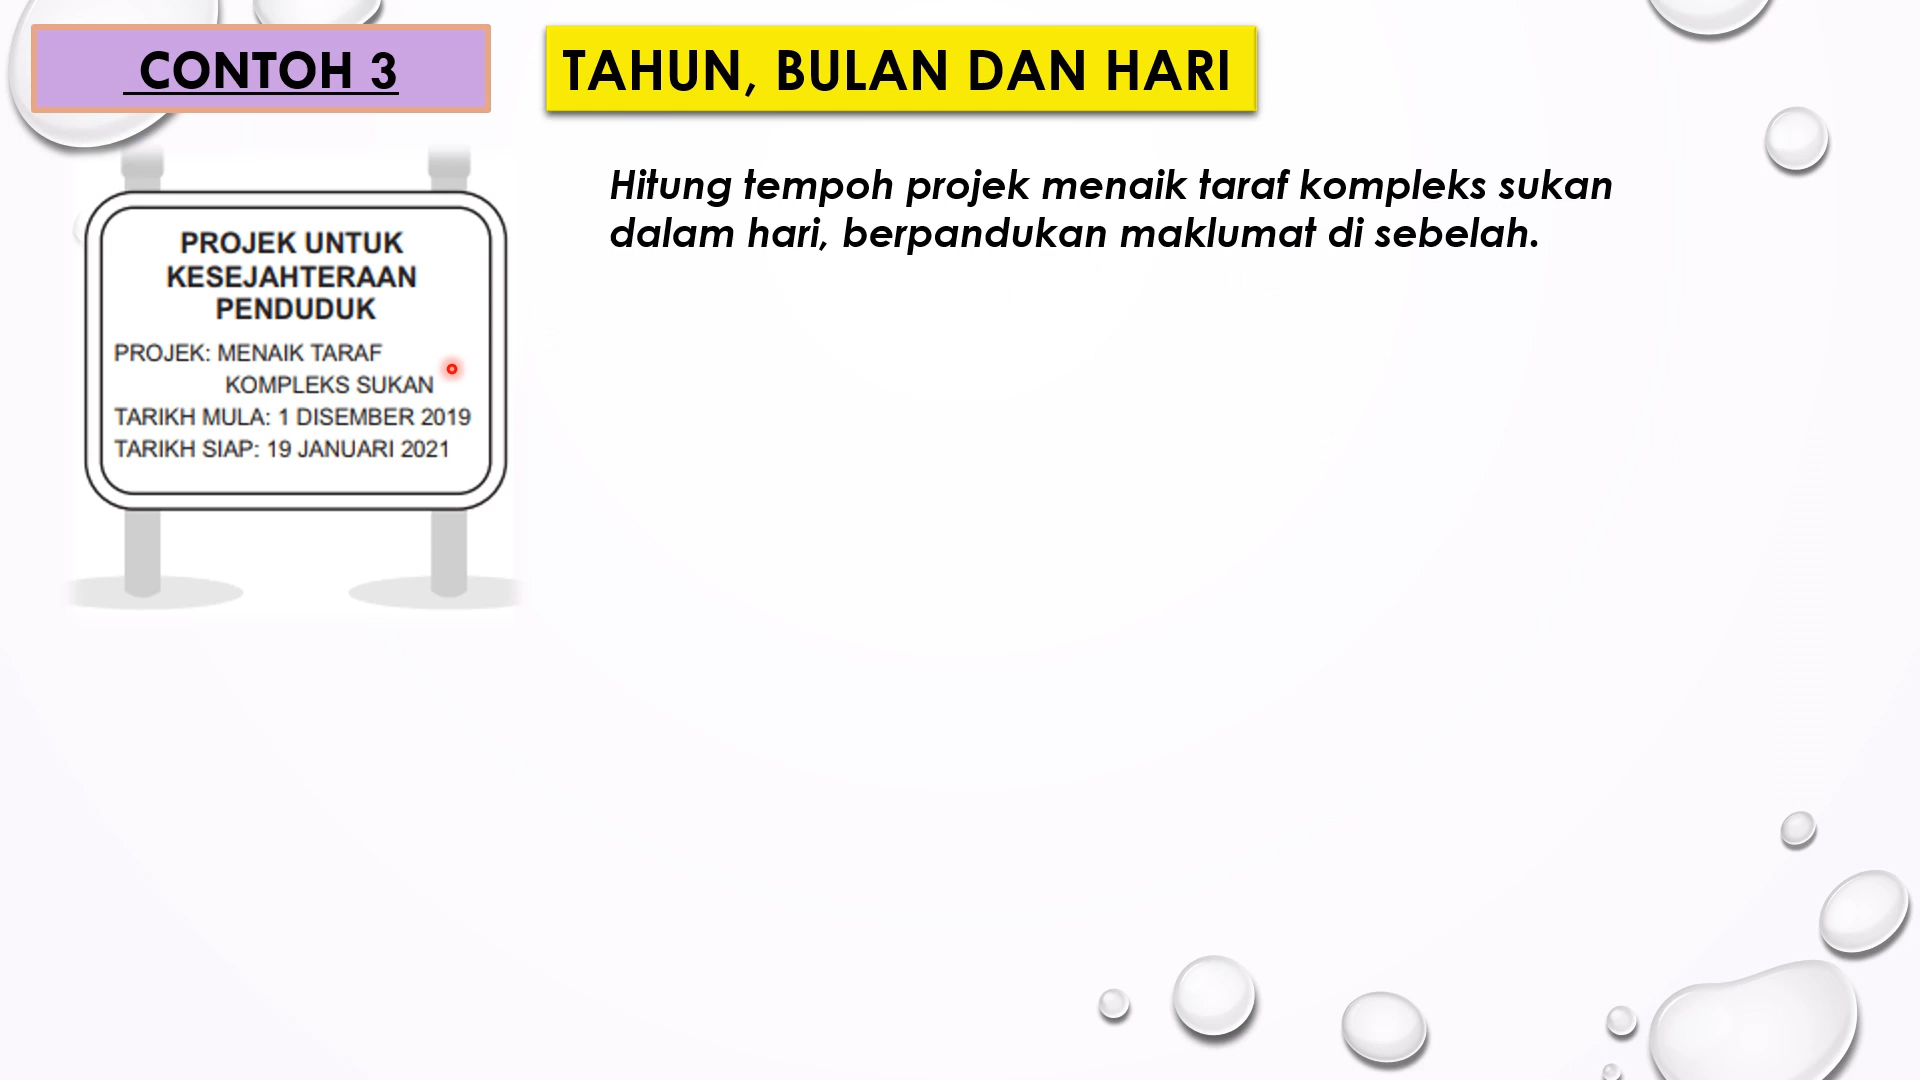 CONTOH 3
TAHUN, BULAN DAN HARI
Hitung tempoh projek menaik taraf kompleks sukan
dalam hari, berpandukan maklumat di sebelah.
PROJEK UNTUK
KESEJAHTERAAN
PENDUDUK
PROJEK: MENAIK TARAF
KOMPLEKS SUKAN
TARIKH MULA: 1 DISEMBER 2019
TARIKH SIAP: 19 JANUARI 2021